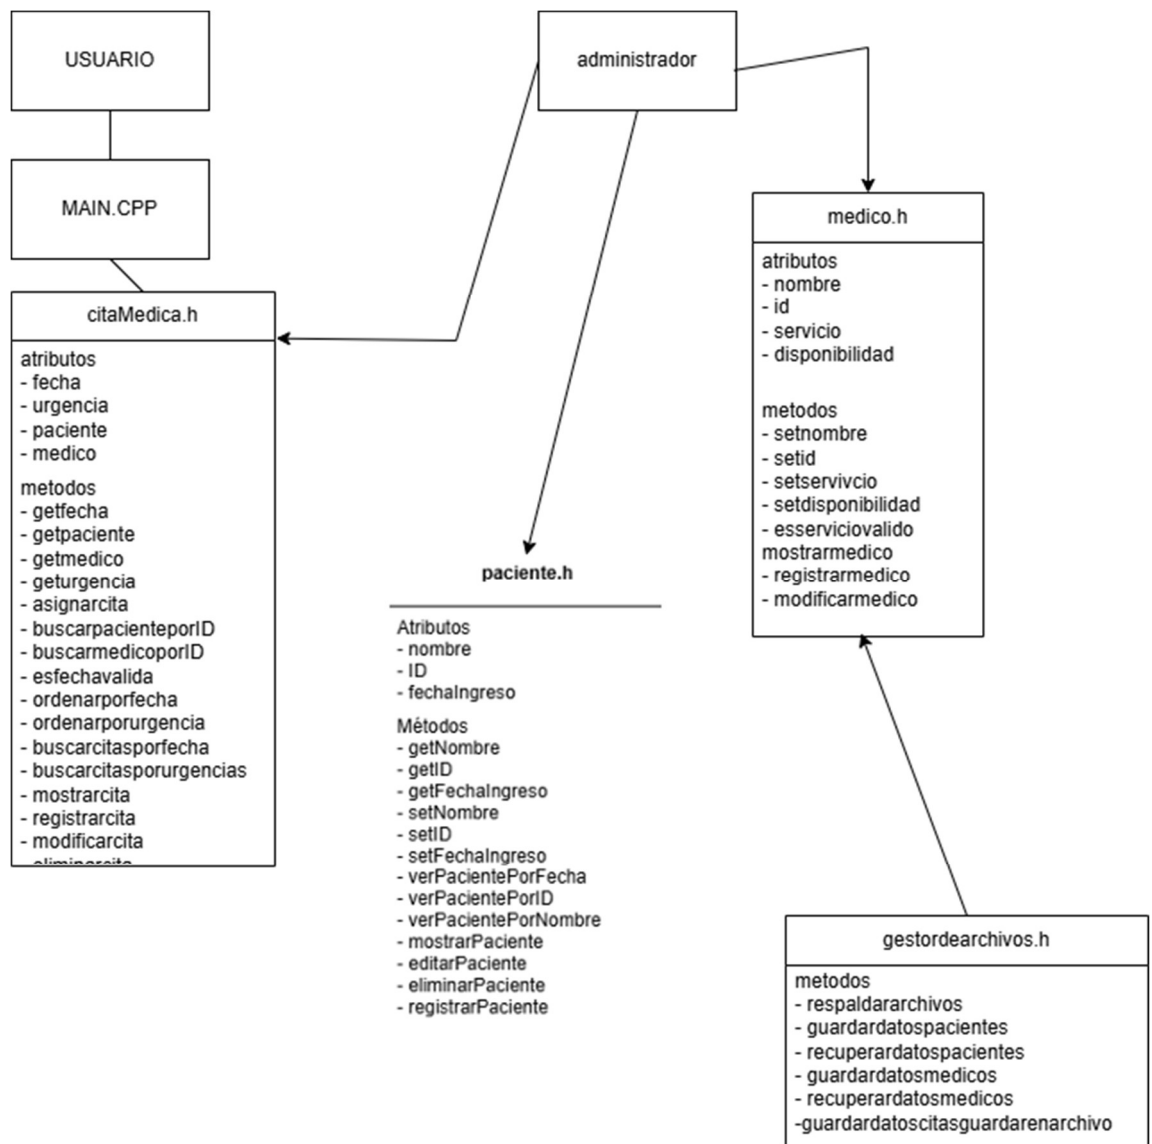 USUARIO
administrador
MAIN.CPP
medico.h
atributos
- nombre
- id
- servicio
- disponibilidad
metodos
- setnombre
- setid
- setservivcio
- setdisponibilidad
- esserviciovalido
mostrarmedico
- registrarmedico
- modificarmedico
citaMedica.h
atributos
- fecha
- urgencia
- paciente
- medico
metodos
- getfecha
- getpaciente
- getmedico
- geturgencia
- asignarcita
- buscarpacienteporID
- buscarmedicoporID
- esfechavalida
- ordenarporfecha
- ordenarporurgencia
- buscarcitasporfecha
- buscarcitasporurgencias
- mostrarcita
- registrarcita
- modificarcita
- eliminarcita
paciente.h
Atributos
- nombre
- ID
- fechaIngreso
Métodos
- getNombre
- getID
- getFechaIngreso
- setNombre
- setID
- setFechaIngreso
- verPacientePorFecha
- verPacientePorID
- verPacientePorNombre
- mostrarPaciente
- editarPaciente
- eliminarPaciente
- registrarPaciente
gestordearchivos.h
metodos
- respaldararchivos
- guardardatospacientes
- recuperardatospacientes
- guardardatosmedicos
- recuperardatosmedicos
-guardardatoscitasguardarenarchivo